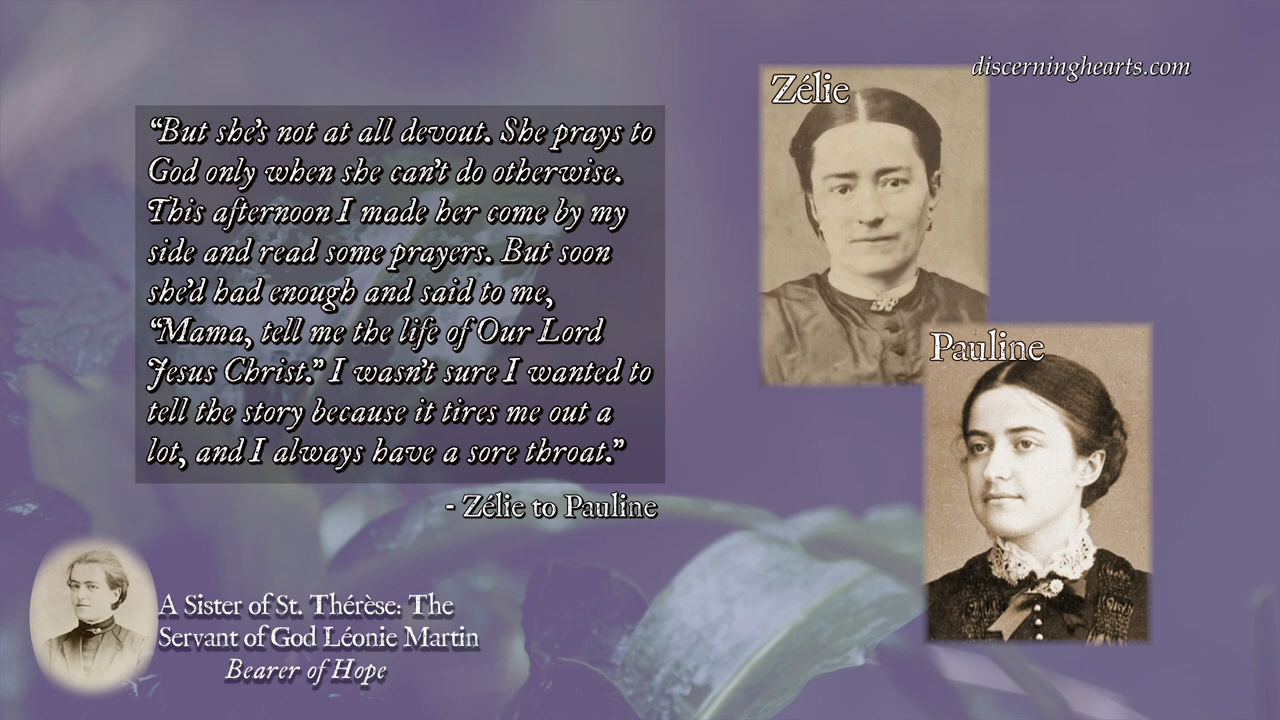 discerninghearts.com
Zélie
“But she’s not at all devout. She prays to
God only when she can’t do otherwise.
This afternoon I made her come by my
side and read some prayers. But soon
she’d had enough and said to me,
“Mama, tell me the life of Our Lord
Jesus Christ.” I wasn’t sure I wanted to
tell the story because it tires me out a
lot, and I always have a sore throat.”
- Zélie to Pauline
Pauline
A Sister of St. Thérèse: The
Servant of God Léonie Martin
Bearer of Hope